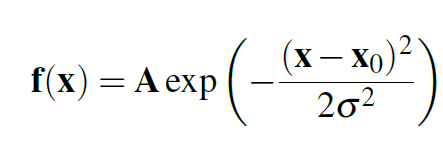 f(x) = A exp(−(x − x₀)²/2σ²)